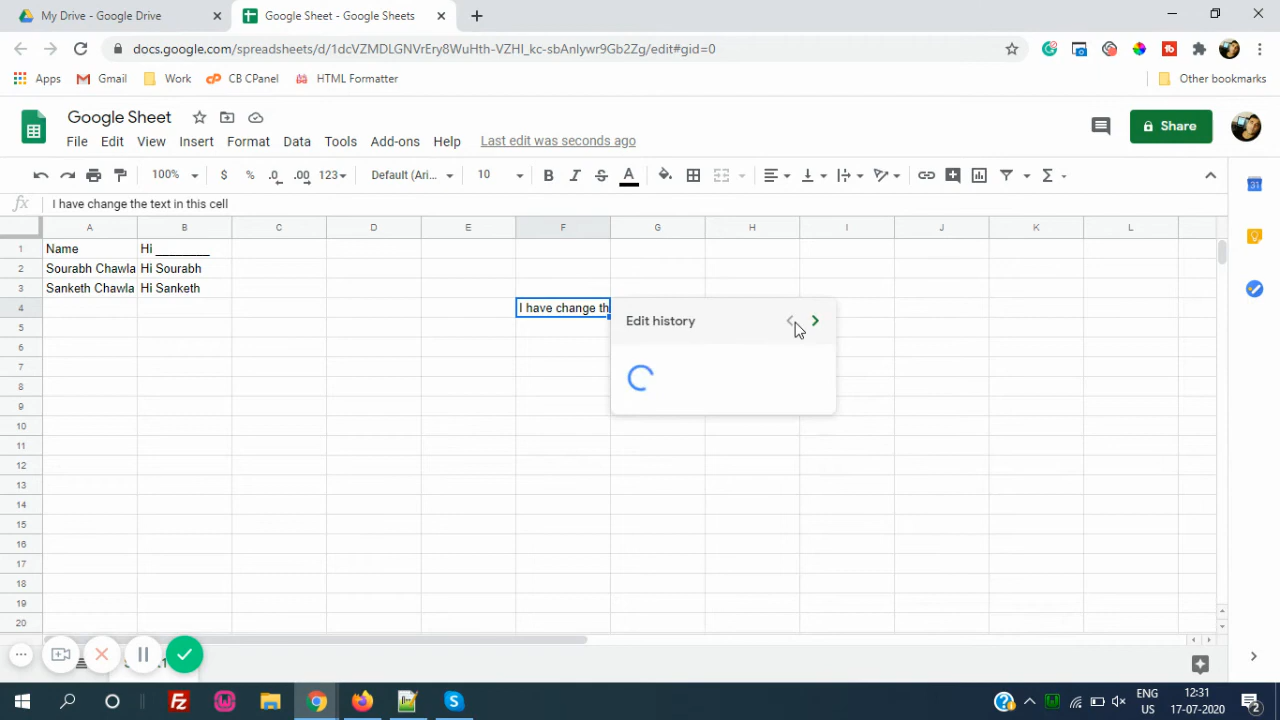 My Drive - Google Drive
Google Sheet - Google Sheets
docs.google.com/spreadsheets/d/1dcVZMDLGNVrEry8WuHth-VZHI_kc-sbAnlywr9Gb2Zg/edit#gid=0
Apps
Gmail
Work
CB CPanel
HTML Formatter
Other bookmarks
Google Sheet
File Edit View Insert Format Data Tools Add-ons Help Last edit was seconds ago
Share
100% $ % .0 .00 123 Default (Ari... 10 B I S A
fx I have change the text in this cell
A B C D E F G H I J K L
1 Name Hi ________
2 Sourabh Chawla Hi Sourabh
3 Sanketh Chawla Hi Sanketh
4 I have change th
Edit history
5
6
7
8
9
10
11
12
13
14
15
16
17
18
19
20
ENG
US
12:31
17-07-2020
2